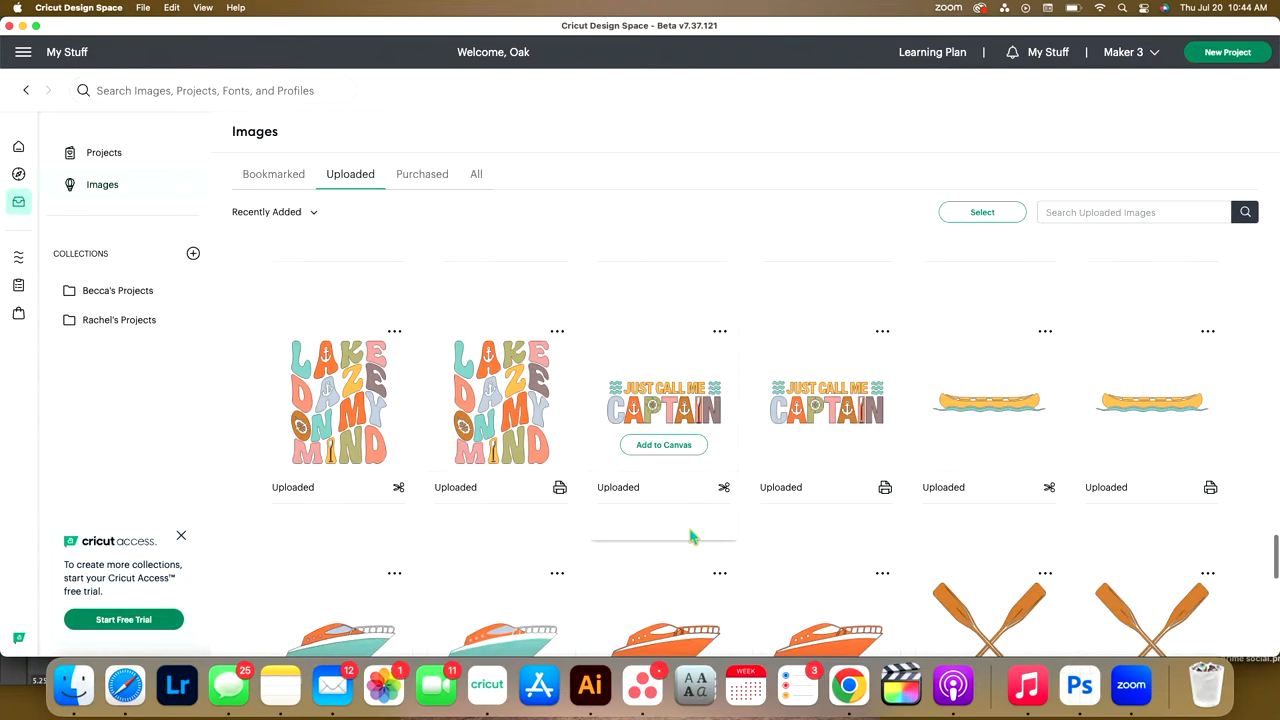 Cricut Design Space File Edit View Help
zoom Thu Jul 20 10:44 AM
Cricut Design Space - Beta v7.37.121
My Stuff
Welcome, Oak
Learning Plan | My Stuff | Maker 3
New Project
Search Images, Projects, Fonts, and Profiles
Projects
Images
COLLECTIONS
Becca's Projects
Rachel's Projects
cricut access.
To create more collections,
start your Cricut Access™
free trial.
Start Free Trial
Images
Bookmarked Uploaded Purchased All
Recently Added
Select
Search Uploaded Images
LAKE
DAZE
ON MY
MIND
LAKE
DAZE
ON MY
MIND
JUST CALL ME
CAPTAIN
JUST CALL ME
CAPTAIN
Add to Canvas
Uploaded Uploaded Uploaded Uploaded Uploaded Uploaded
Lr
25
12
1
11
cricut
Ai
WEEK
3
Ps
zoom